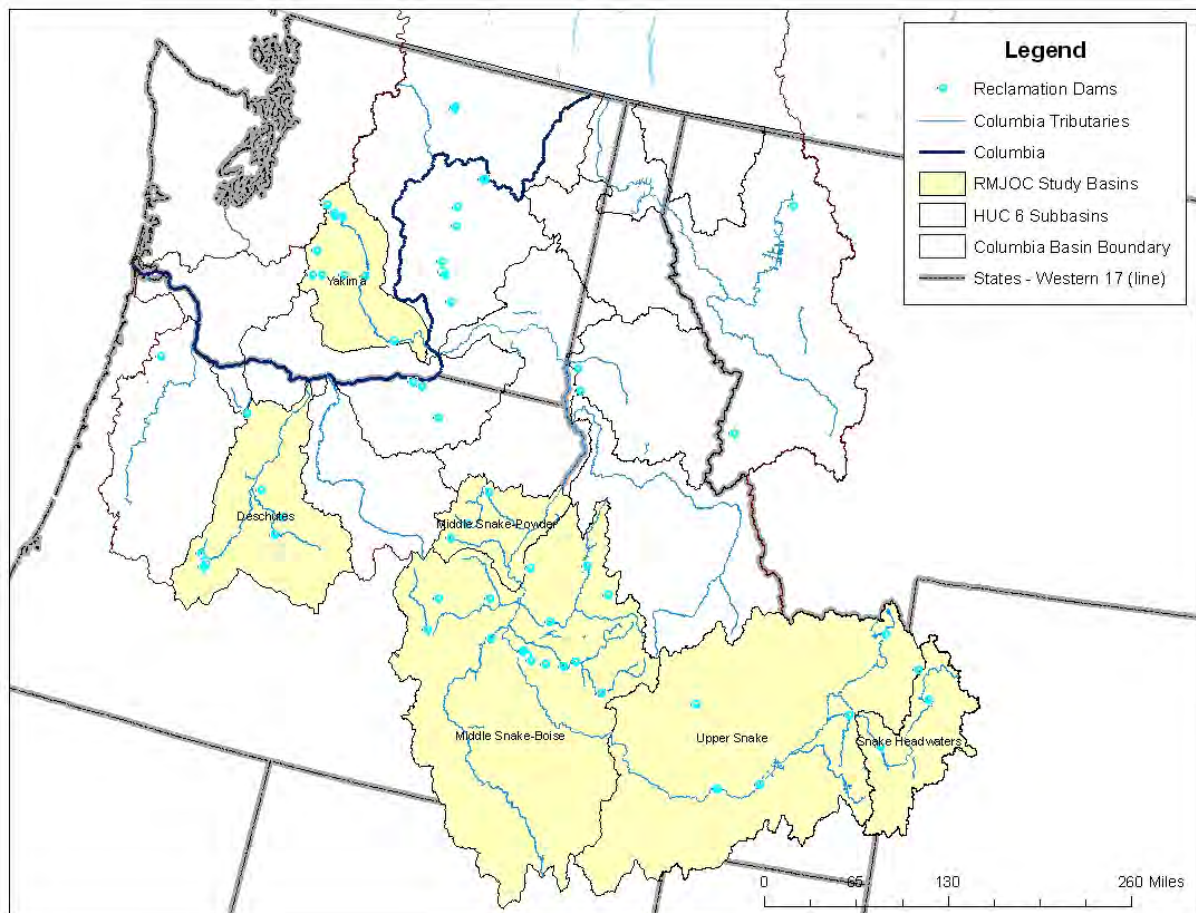 Legend
Reclamation Dams
Columbia Tributaries
Columbia
RMJOC Study Basins
HUC 6 Subbasins
Columbia Basin Boundary
States - Western 17 (line)
Yakima
Deschutes
Middle Snake-Powder
Middle Snake-Boise
Upper Snake
Snake Headwaters
0 65 130 260 Miles